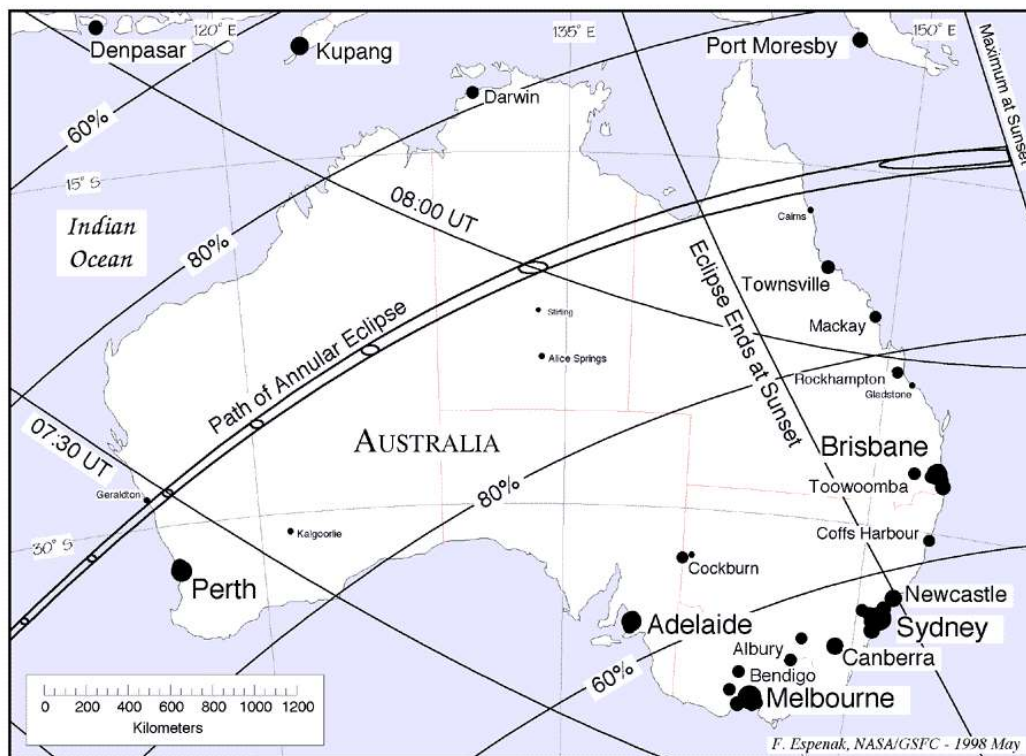 120° E
135° E
150° E
Denpasar
Kupang
Port Moresby
Maximum at Sunset
Darwin
60%
15° S
08:00 UT
Cairns
Indian
Ocean
80%
Eclipse Ends at Sunset
Townsville
Stirling
Mackay
Path of Annular Eclipse
Alice Springs
Rockhampton
Gladstone
07:30 UT
AUSTRALIA
Brisbane
80%
Toowoomba
Geraldton
Kalgoorlie
Coffs Harbour
30° S
Cockburn
Perth
Newcastle
Adelaide
Sydney
Albury
Canberra
60%
Bendigo
Melbourne
0 200 400 600 800 1000 1200
Kilometers
F. Espenak, NASA/GSFC - 1998 May